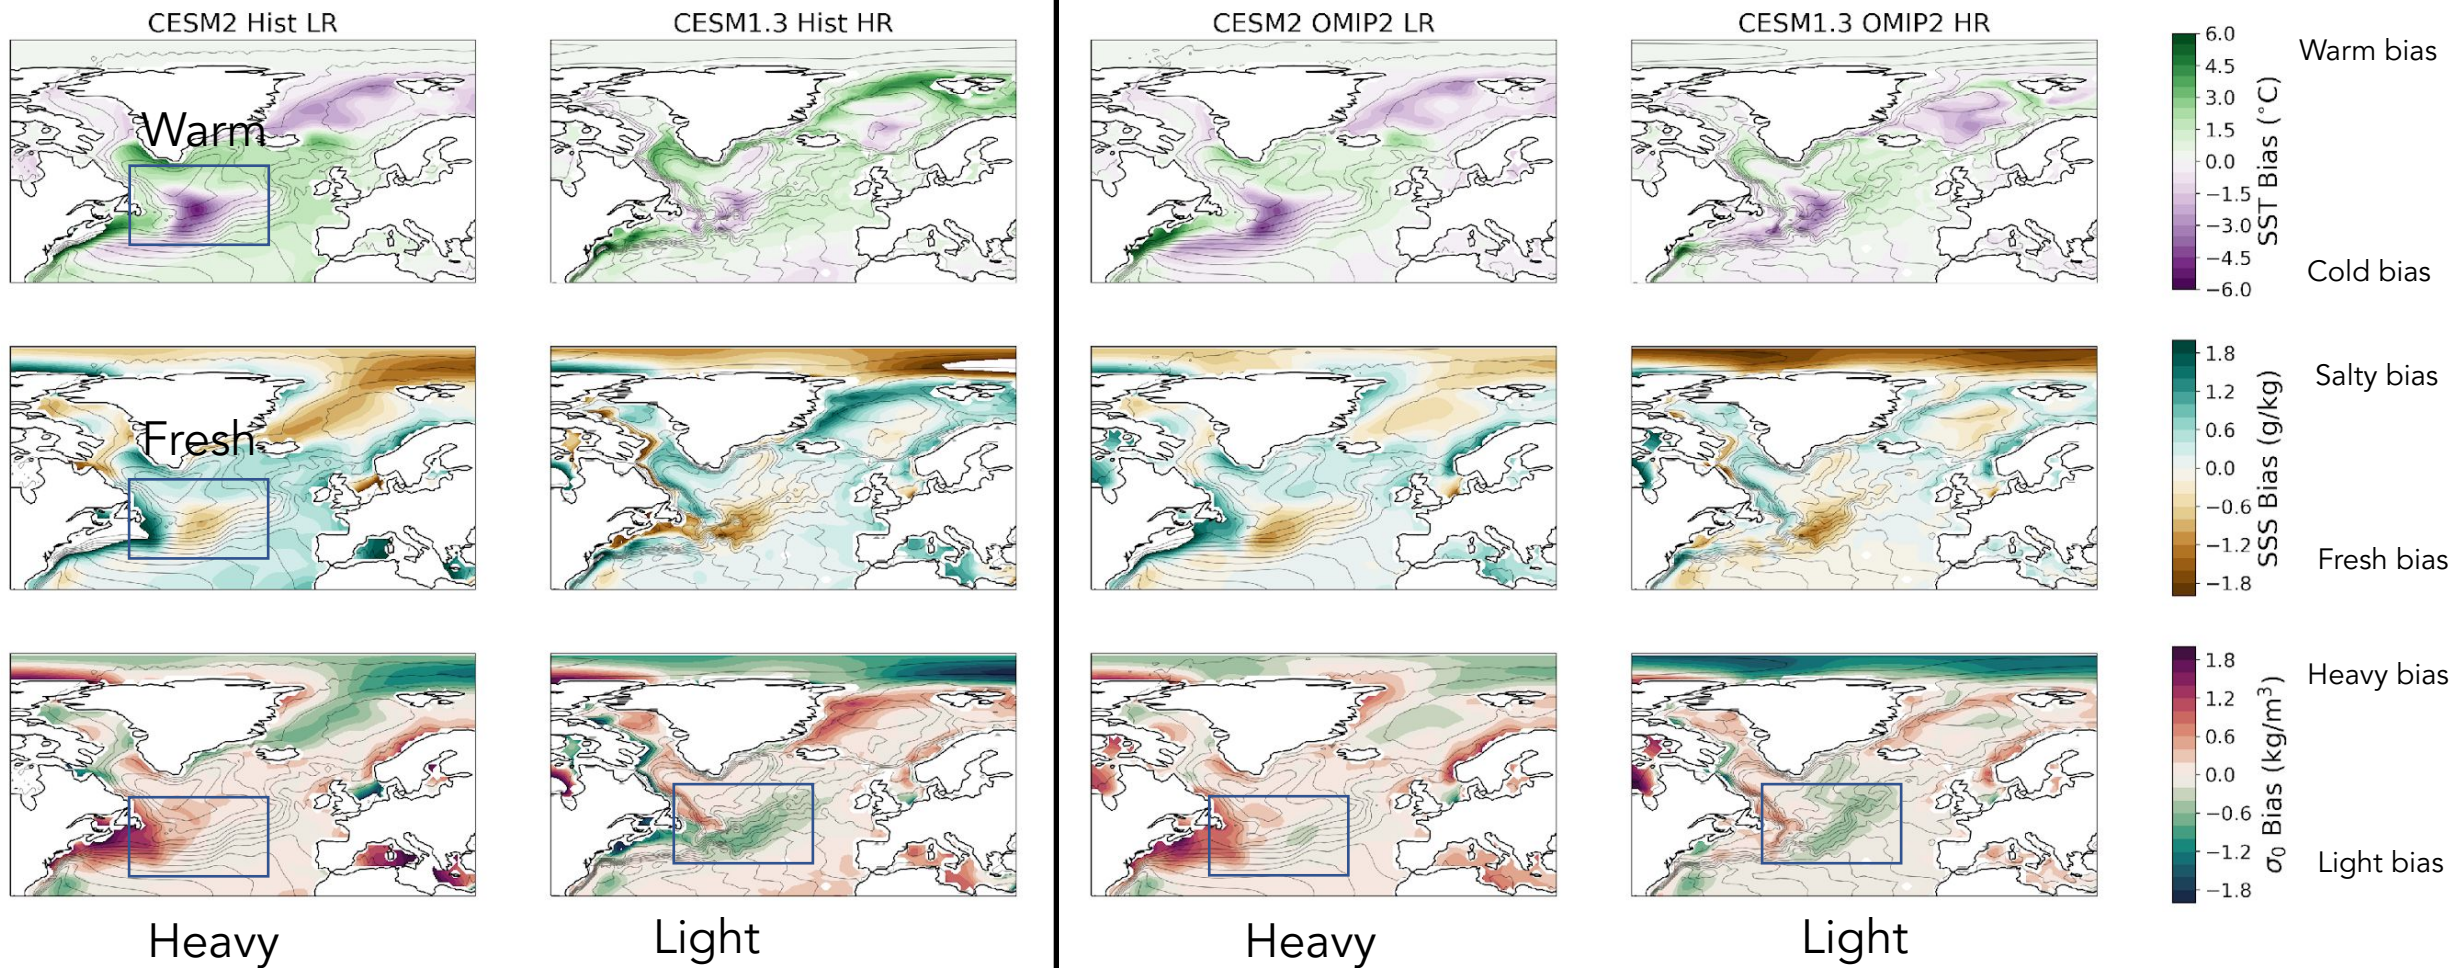 CESM2 Hist LR
CESM1.3 Hist HR
CESM2 OMIP2 LR
CESM1.3 OMIP2 HR
Warm
6.0
4.5
3.0
1.5
0.0
−1.5
−3.0
−4.5
−6.0
SST Bias (°C)
Warm bias
Cold bias
Fresh
1.8
1.2
0.6
0.0
−0.6
−1.2
−1.8
SSS Bias (g/kg)
Salty bias
Fresh bias
1.8
1.2
0.6
0.0
−0.6
−1.2
−1.8
σ₀ Bias (kg/m³)
Heavy bias
Light bias
Heavy
Light
Heavy
Light